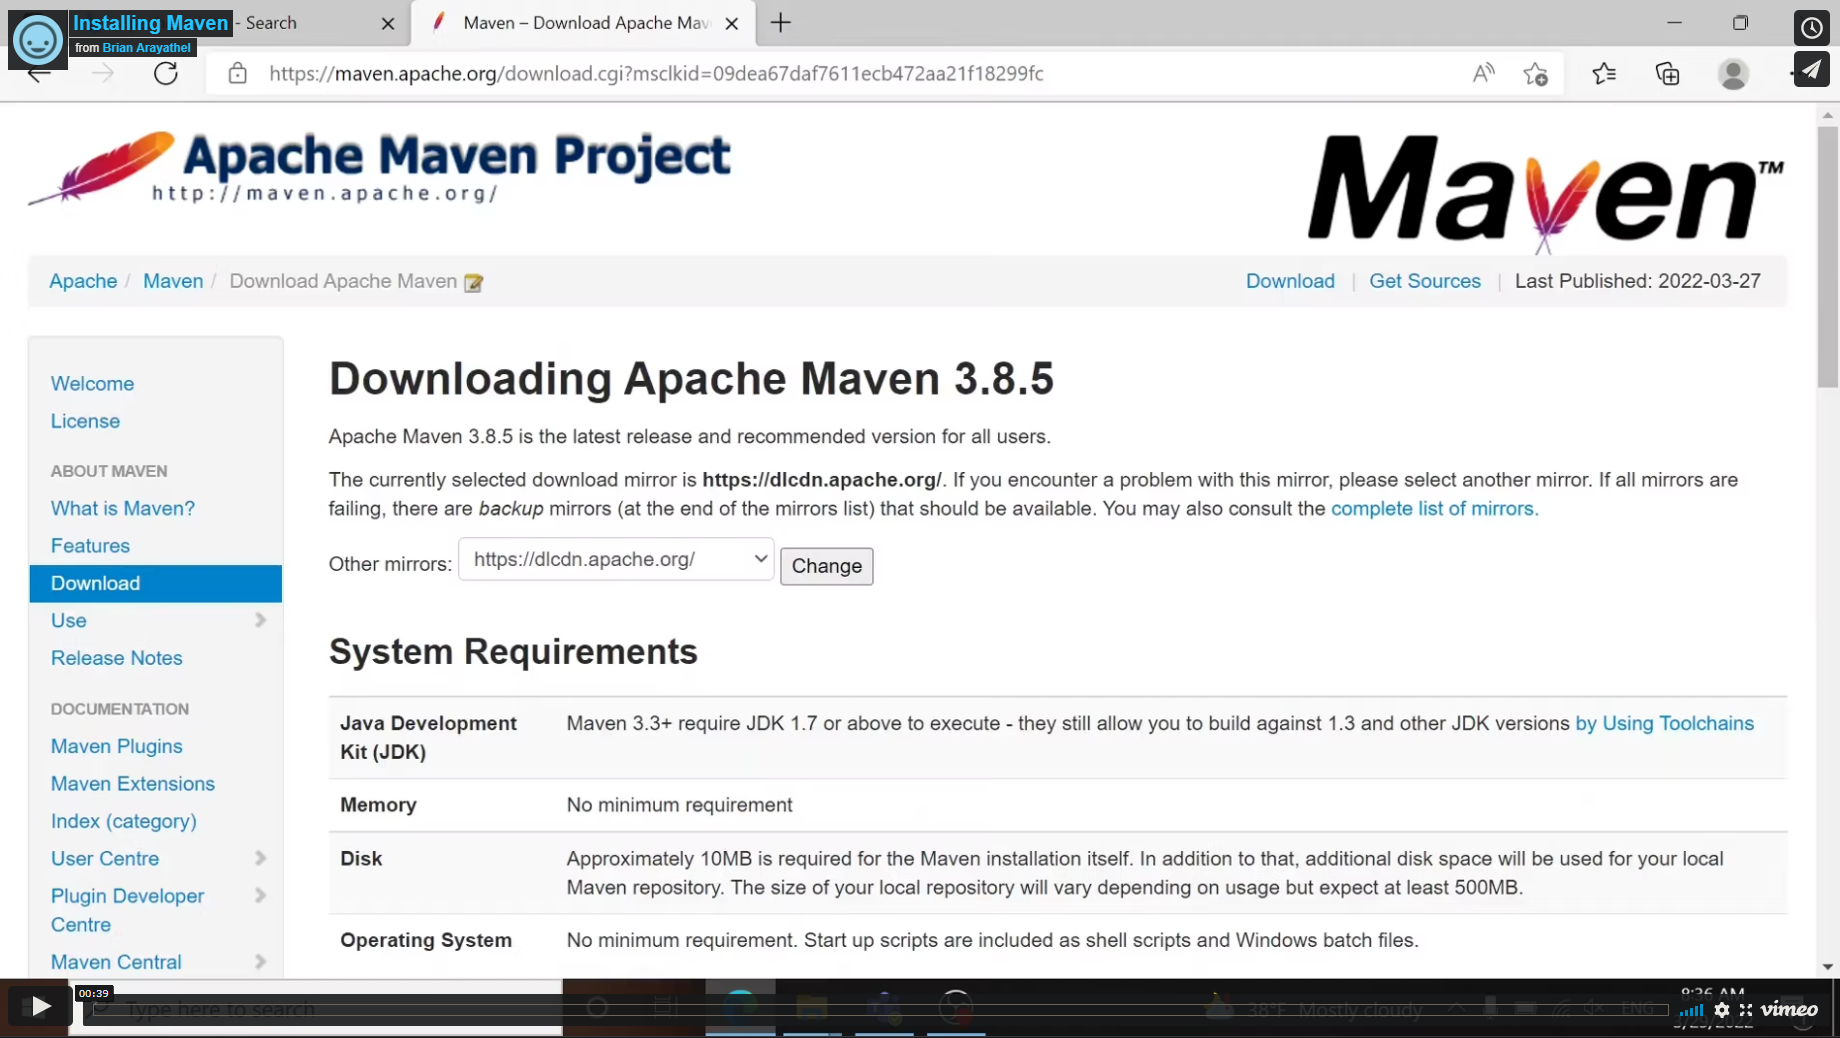 Installing Maven - Search
from Brian Arayathel
Maven – Download Apache Mav
https://maven.apache.org/download.cgi?msclkid=09dea67daf7611ecb472aa21f18299fc
Apache Maven Project
http://maven.apache.org/
Maven™
Apache / Maven / Download Apache Maven
Download | Get Sources | Last Published: 2022-03-27
Welcome
License
ABOUT MAVEN
What is Maven?
Features
Download
Use
Release Notes
DOCUMENTATION
Maven Plugins
Maven Extensions
Index (category)
User Centre
Plugin Developer
Centre
Maven Central
Downloading Apache Maven 3.8.5
Apache Maven 3.8.5 is the latest release and recommended version for all users.
The currently selected download mirror is https://dlcdn.apache.org/. If you encounter a problem with this mirror, please select another mirror. If all mirrors are
failing, there are backup mirrors (at the end of the mirrors list) that should be available. You may also consult the complete list of mirrors.
Other mirrors: https://dlcdn.apache.org/ Change
System Requirements
Java Development
Kit (JDK)
Maven 3.3+ require JDK 1.7 or above to execute - they still allow you to build against 1.3 and other JDK versions by Using Toolchains
Memory
No minimum requirement
Disk
Approximately 10MB is required for the Maven installation itself. In addition to that, additional disk space will be used for your local
Maven repository. The size of your local repository will vary depending on usage but expect at least 500MB.
Operating System
No minimum requirement. Start up scripts are included as shell scripts and Windows batch files.
00:39
Type here to search
38°F Mostly cloudy
ENG
8:36 AM
3/29/2022
vimeo